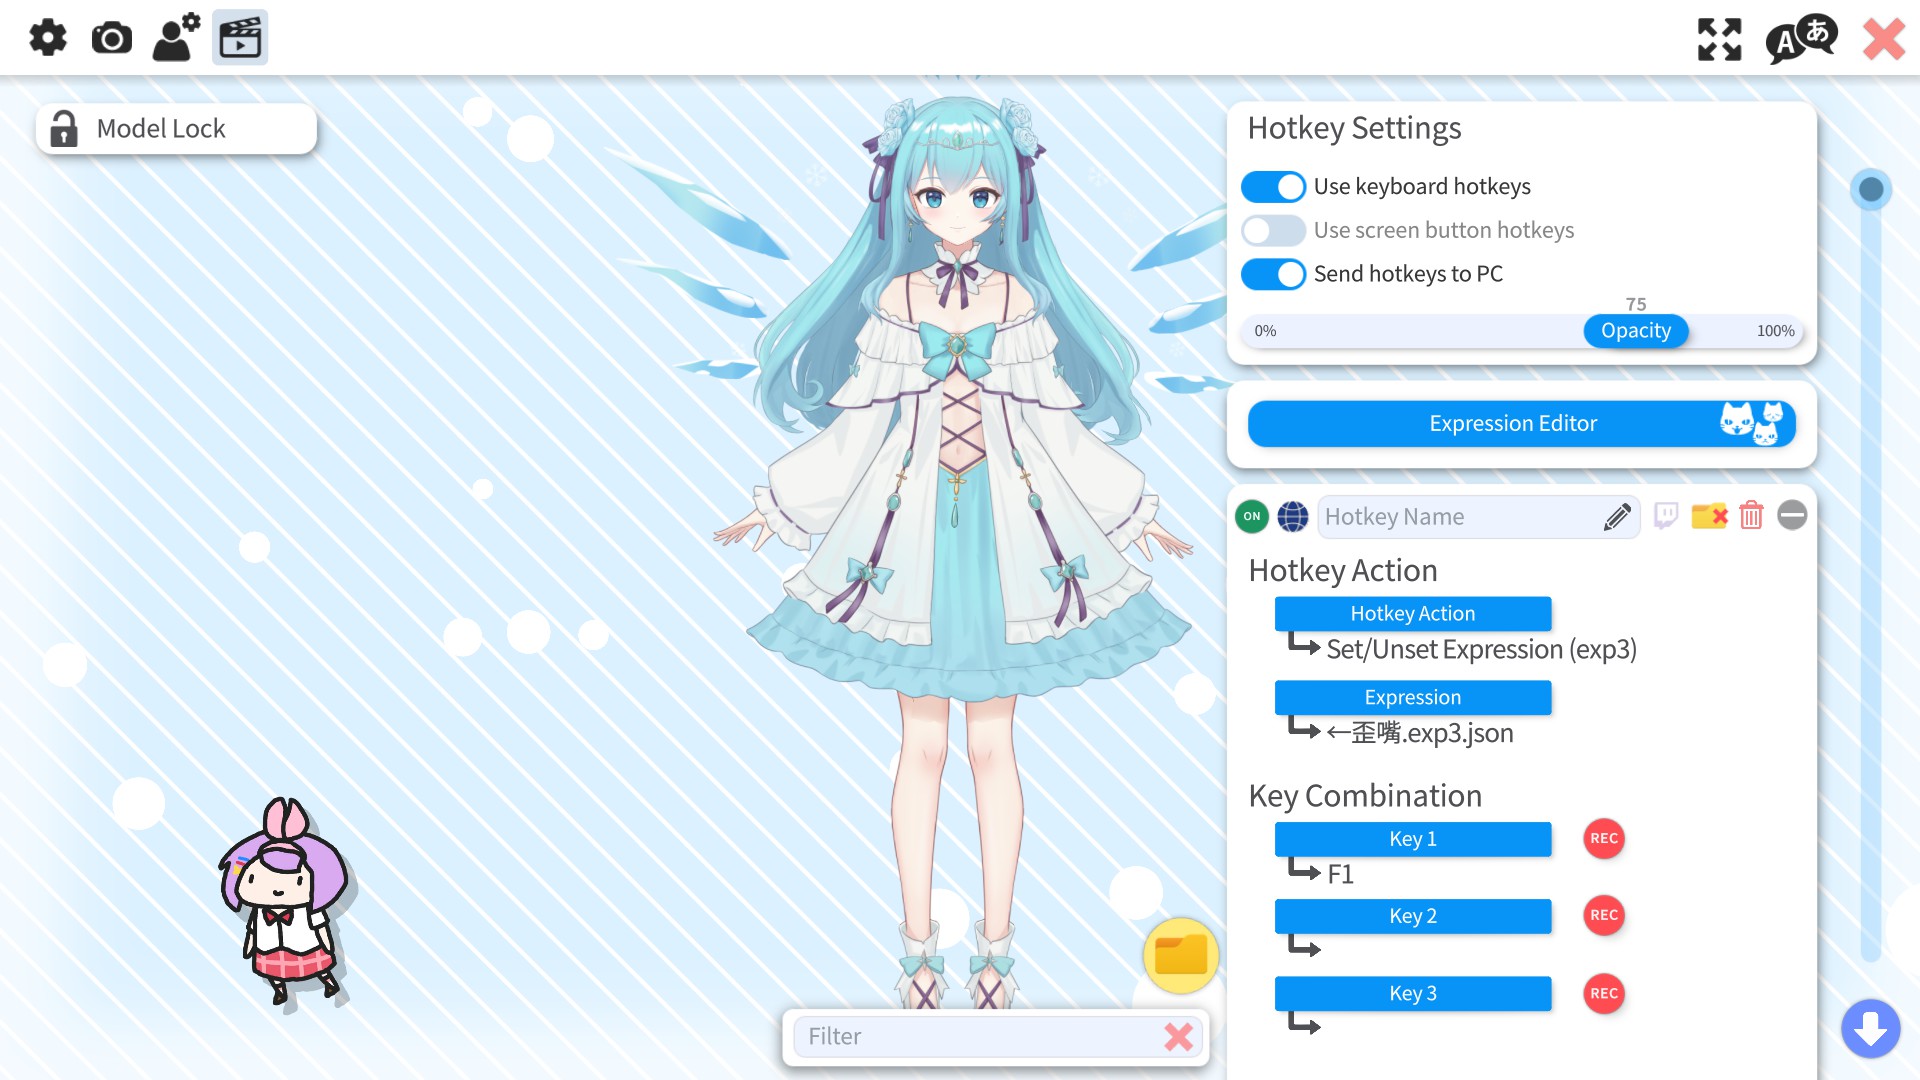 A あ
Model Lock
Hotkey Settings
Use keyboard hotkeys
Use screen button hotkeys
Send hotkeys to PC
75
0% Opacity 100%
Expression Editor
ON Hotkey Name
Hotkey Action
Hotkey Action
Set/Unset Expression (exp3)
Expression
←歪嘴.exp3.json
Key Combination
Key 1 REC
F1
Key 2 REC
Key 3 REC
Filter